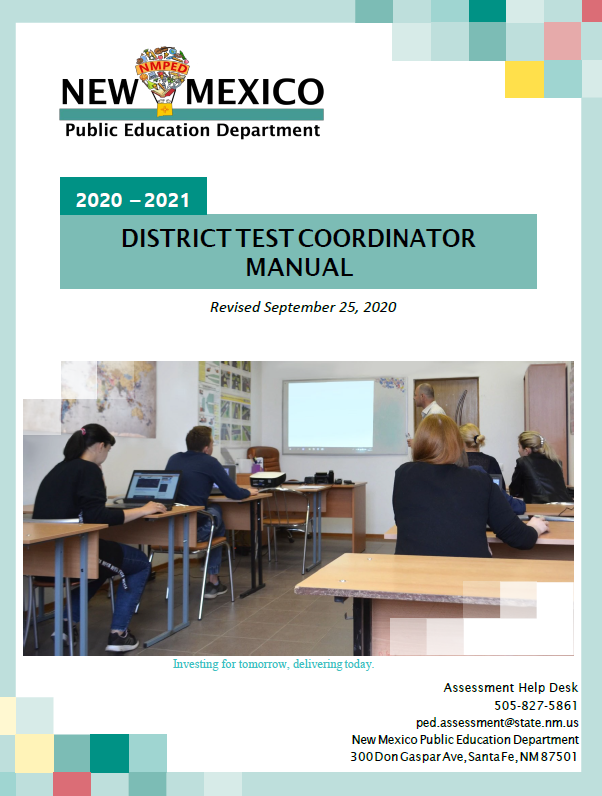 NMPED
NEW MEXICO
Public Education Department
2020 – 2021
DISTRICT TEST COORDINATOR
MANUAL
Revised September 25, 2020
Investing for tomorrow, delivering today.
Assessment Help Desk
505-827-5861
ped.assessment@state.nm.us
New Mexico Public Education Department
300 Don Gaspar Ave, Santa Fe, NM 87501